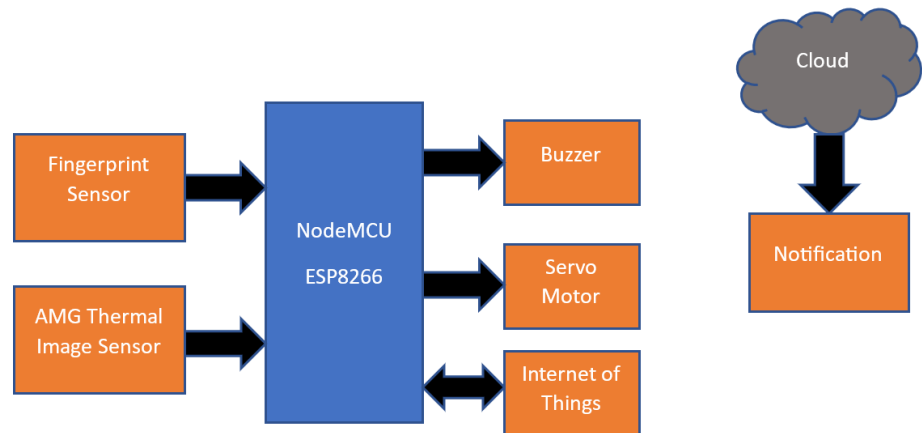 Cloud
Fingerprint
Sensor
Buzzer
NodeMCU
ESP8266
Notification
Servo
Motor
AMG Thermal
Image Sensor
Internet of
Things